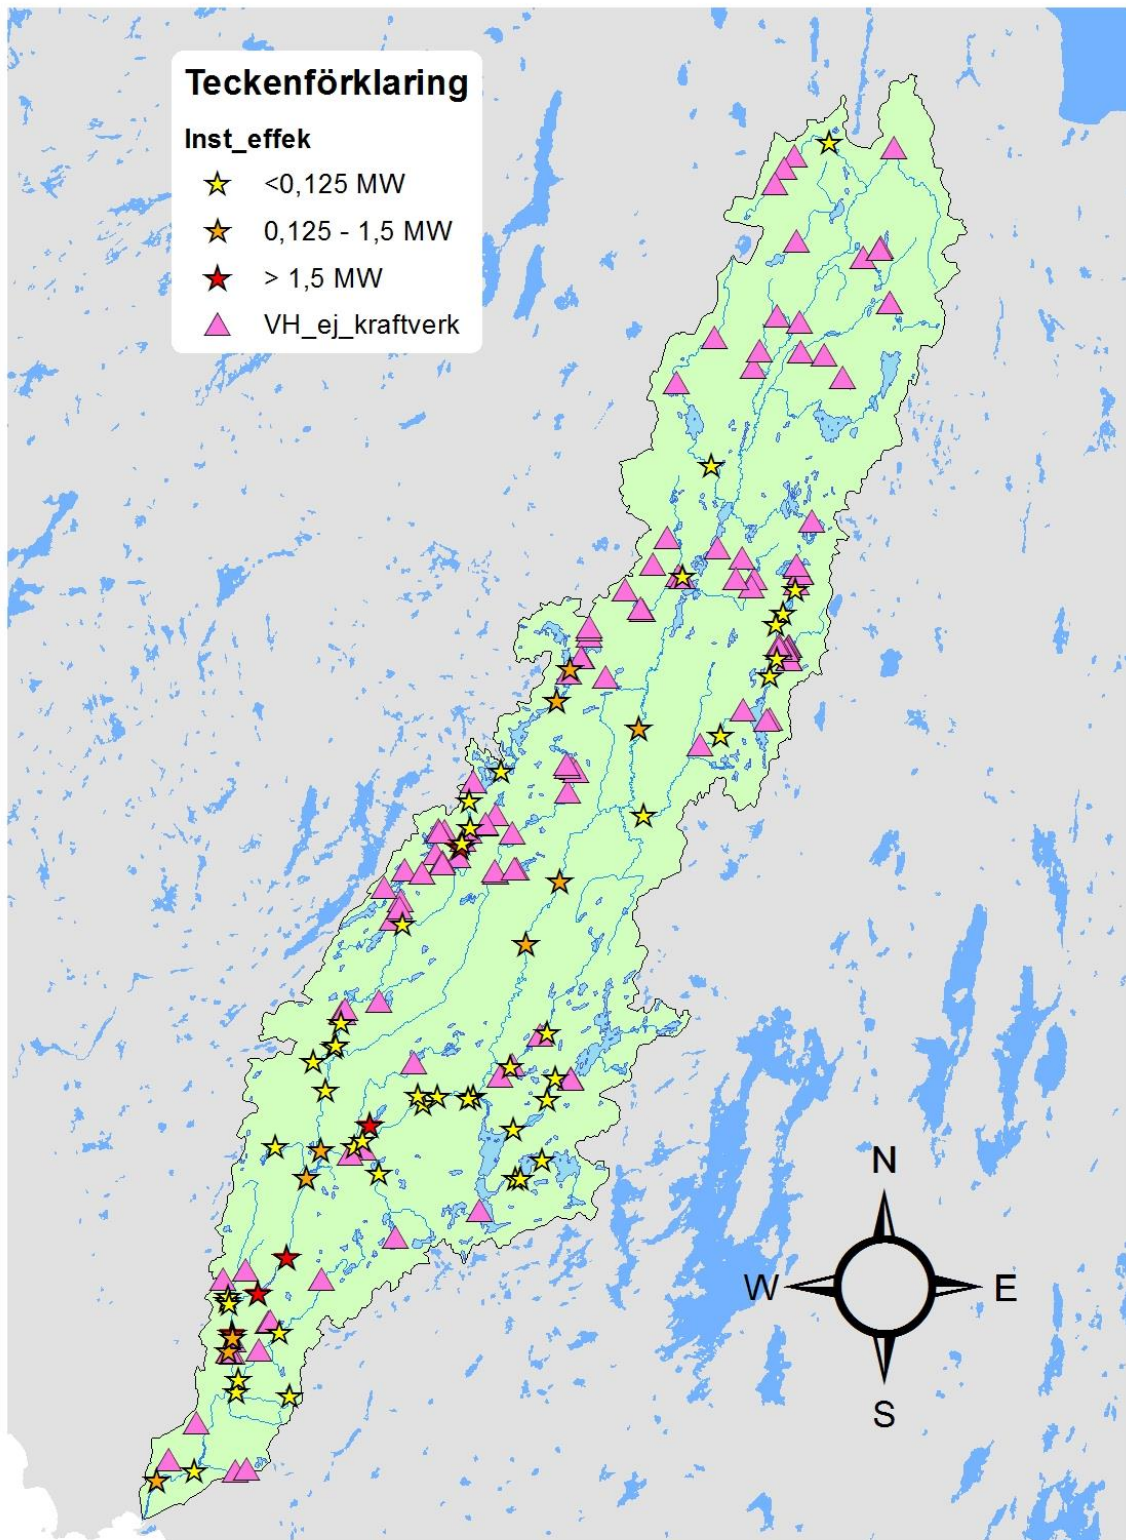 Teckenförklaring
Inst_effek
<0,125 MW
0,125 - 1,5 MW
> 1,5 MW
VH_ej_kraftverk
N
W E
S